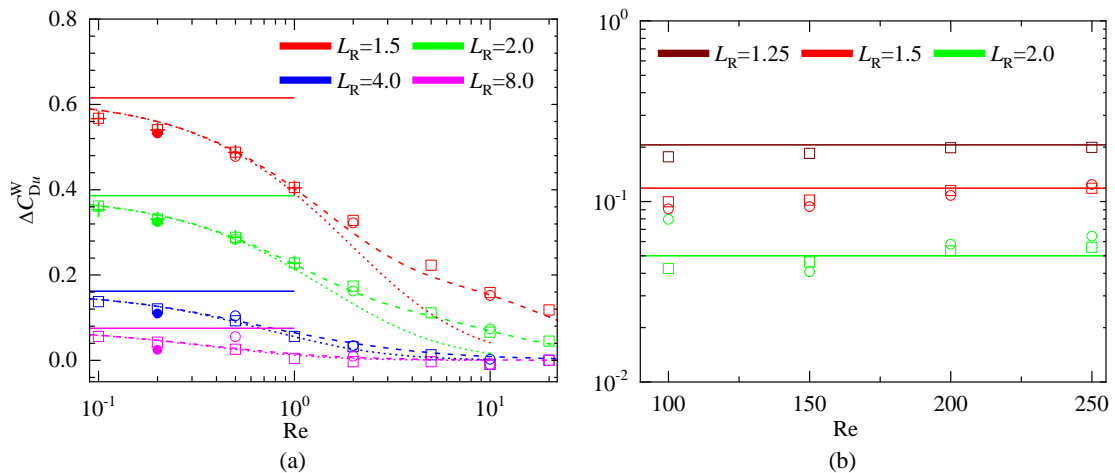 0.8
0.6
0.4
0.2
0.0
ΔC_{Du}^{W}
L_R=1.5
L_R=2.0
L_R=4.0
L_R=8.0
10^{-1}
10^{0}
10^{1}
Re
(a)
10^{0}
10^{-1}
10^{-2}
L_R=1.25
L_R=1.5
L_R=2.0
100
150
200
250
Re
(b)